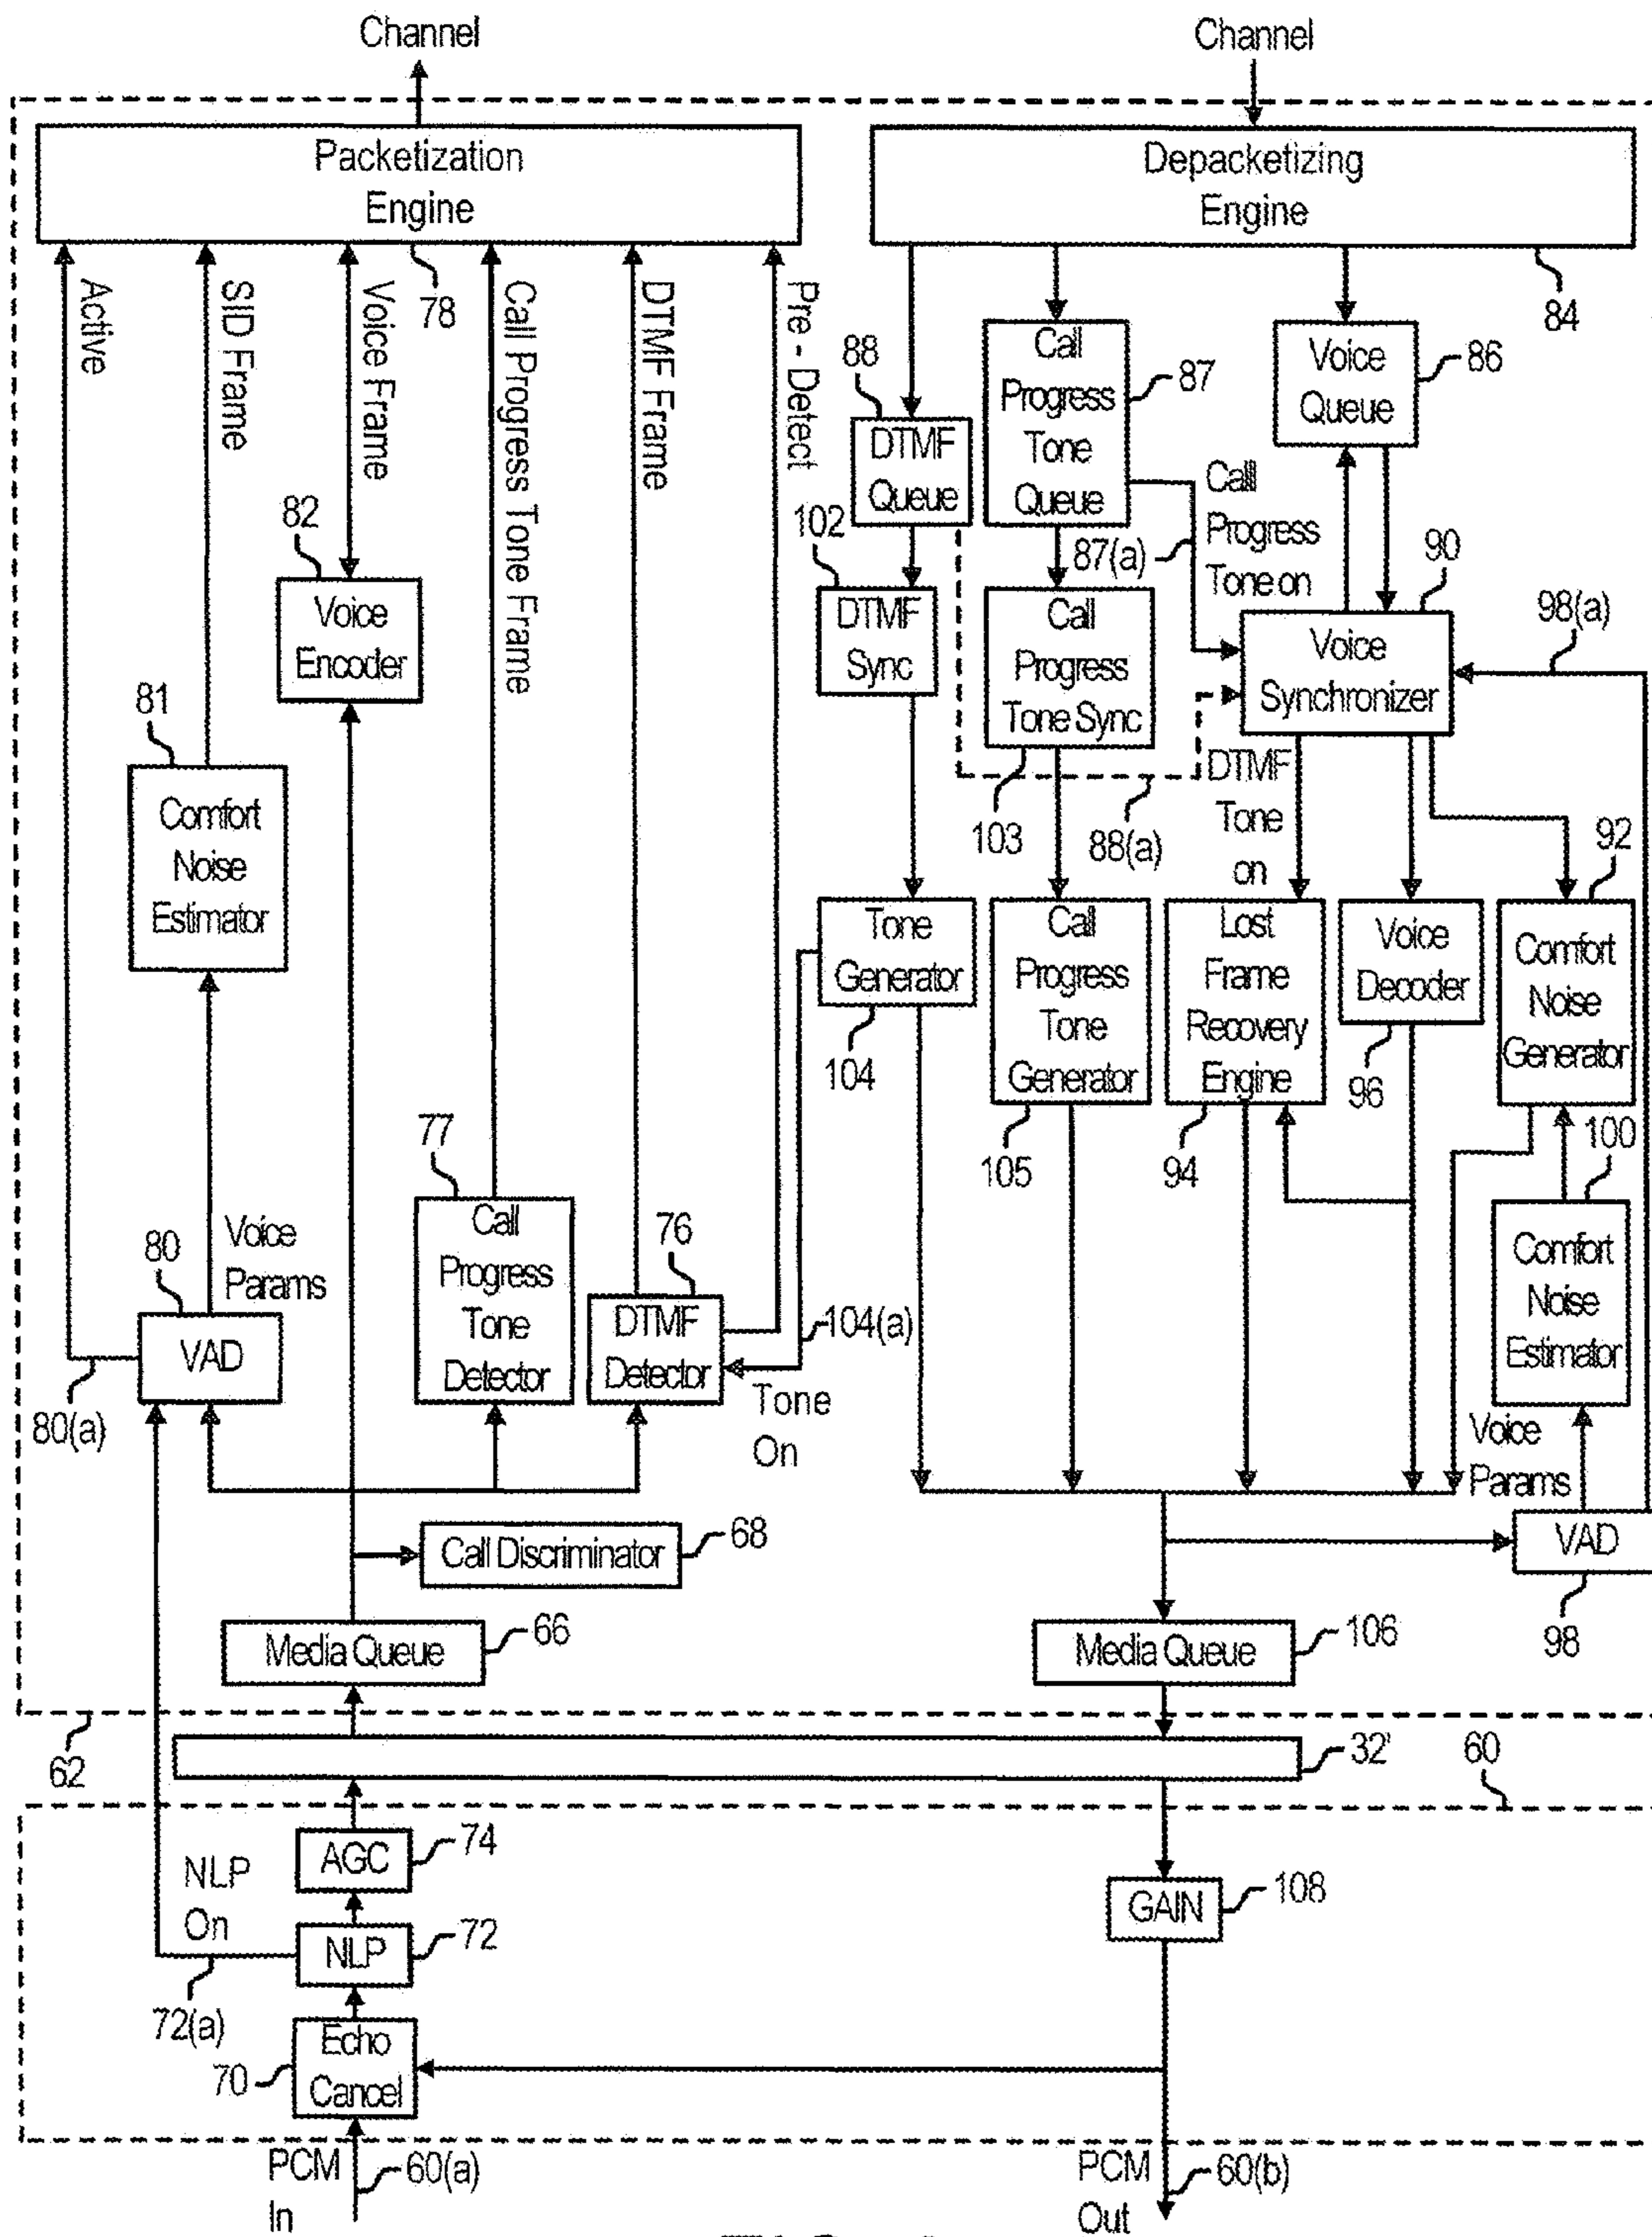 Channel
Channel
Packetization
Engine
Depacketizing
Engine
Active
SID Frame
Voice Frame
78
Call Progress Tone Frame
DTMF Frame
Pre - Detect
84
88
DTMF
Queue
Call
Progress
Tone
Queue
87
Voice
Queue
86
Call
Progress
Tone on
87(a)
82
Voice
Encoder
102
DTMF
Sync
Call
Progress
Tone Sync
90
Voice
Synchronizer
98(a)
81
Comfort
Noise
Estimator
103
88(a)
DTMF
Tone
on
92
Tone
Generator
104
Call
Progress
Tone
Generator
105
Lost
Frame
Recovery
Engine
94
Voice
Decoder
96
Comfort
Noise
Generator
100
77
Call
Progress
Tone
Detector
76
DTMF
Detector
104(a)
Tone
On
80
Voice
Params
VAD
80(a)
Comfort
Noise
Estimator
Voice
Params
VAD
98
Call Discriminator
68
Media Queue
66
Media Queue
106
62
32'
60
AGC
74
NLP
On
NLP
72
72(a)
GAIN
108
Echo
Cancel
70
PCM
In
60(a)
PCM
Out
60(b)